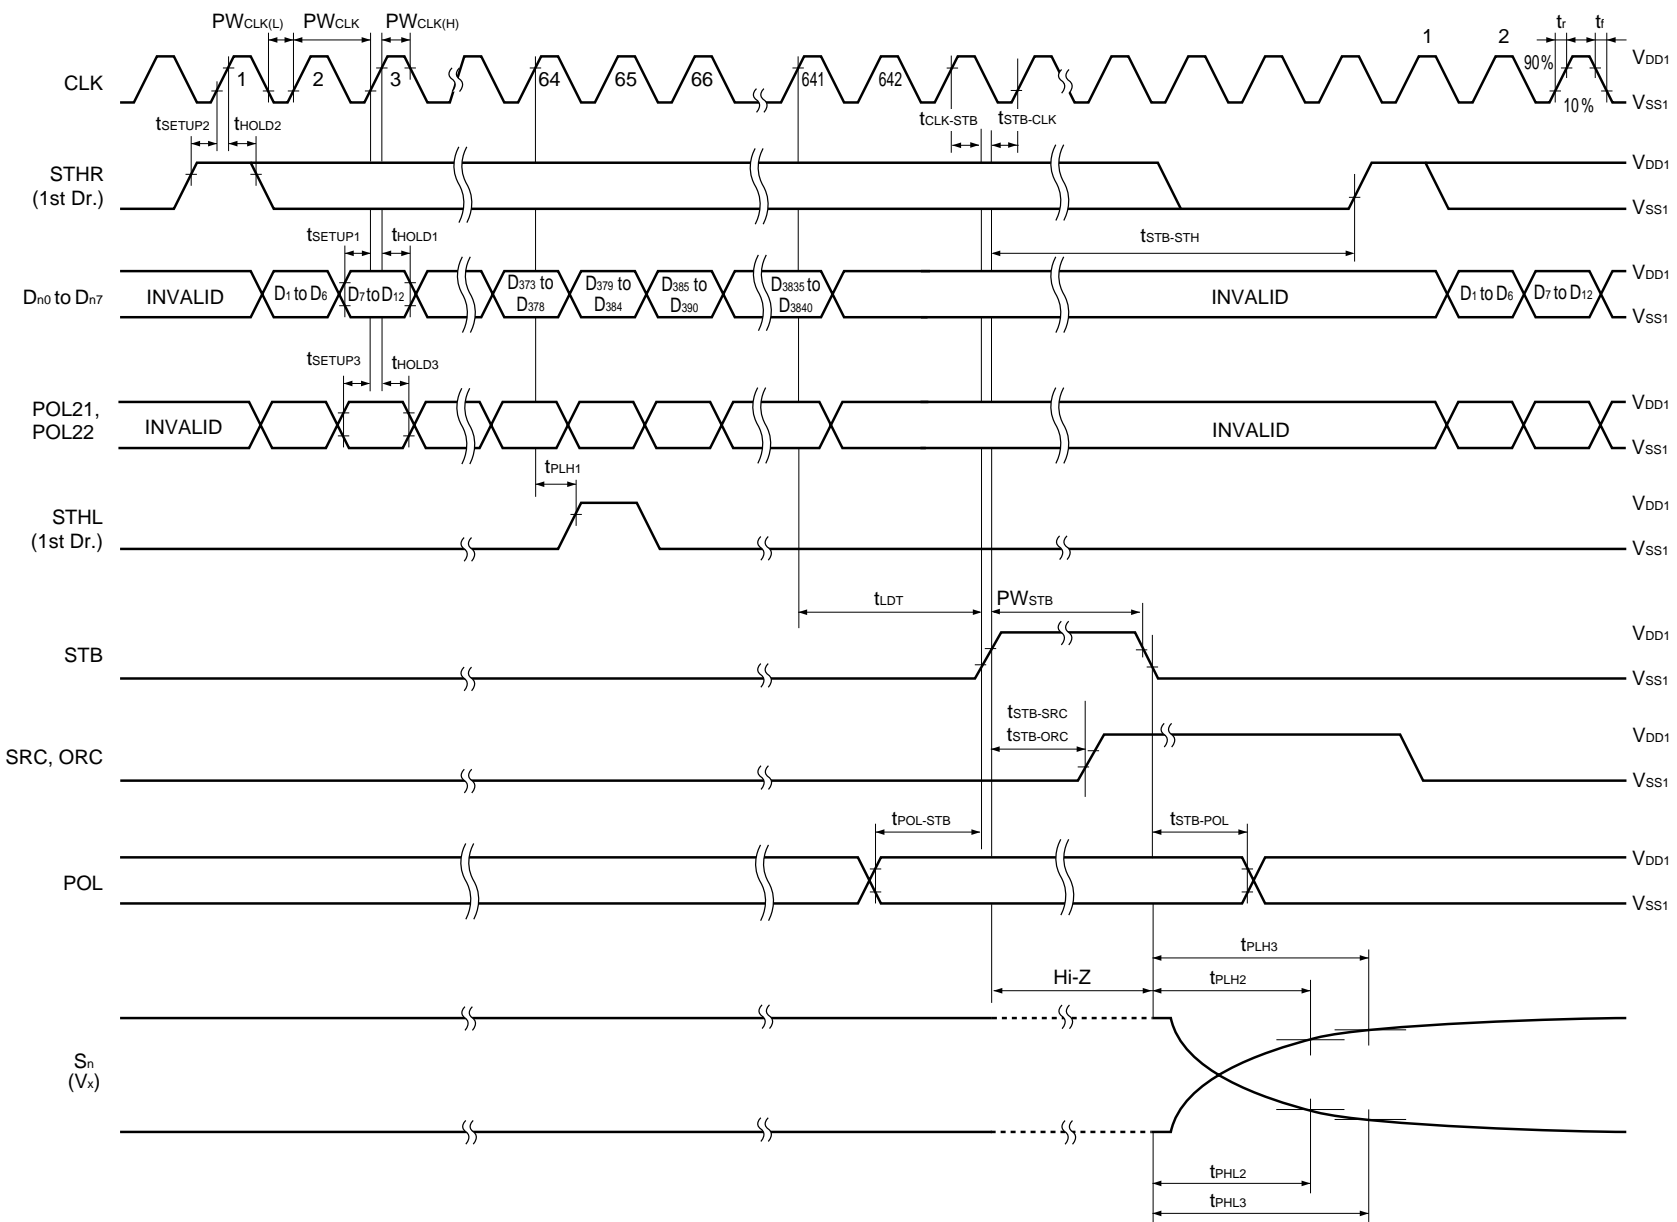 PWCLK(L) PWCLK PWCLK(H)
tr tf
1 2
CLK 1 2 3 64 65 66 641 642 90% VDD1
10% VSS1
tSETUP2 tHOLD2 tCLK-STB tSTB-CLK
STHR
(1st Dr.)
VDD1
VSS1
tSETUP1 tHOLD1 tSTB-STH
Dn0 to Dn7 INVALID D1 to D6 D7 to D12 D373 to D378 D379 to D384 D385 to D390 D3835 to D3840 INVALID D1 to D6 D7 to D12
VDD1
VSS1
tSETUP3 tHOLD3
POL21,
POL22
INVALID INVALID
VDD1
VSS1
tPLH1
STHL
(1st Dr.)
VDD1
VSS1
tLDT PWSTB
STB
VDD1
VSS1
tSTB-SRC
tSTB-ORC
SRC, ORC
VDD1
VSS1
tPOL-STB tSTB-POL
POL
VDD1
VSS1
tPLH3
Hi-Z tPLH2
Sn
(Vx)
tPHL2
tPHL3